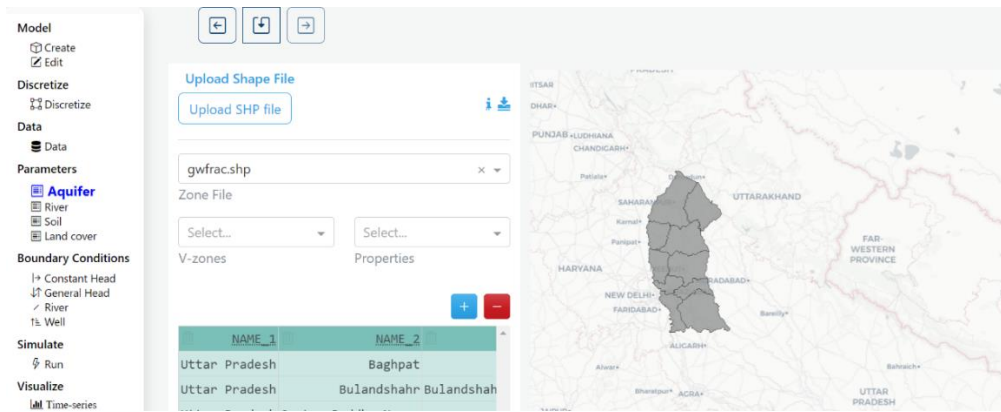 Model
Create
Edit
Discretize
Discretize
Data
Data
Parameters
Aquifer
River
Soil
Land cover
Boundary Conditions
Constant Head
General Head
River
Well
Simulate
Run
Visualize
Time-series
Upload Shape File
Upload SHP file
gwfrac.shp
Zone File
Select...
Select...
V-zones
Properties
NAME_1 NAME_2
Uttar Pradesh Baghpat
Uttar Pradesh Bulandshahr Bulandshah
PUNJAB LUDHIANA
CHANDIGARH
Patiala
UTTARAKHAND
Karnal
Panipat
FAR-
WESTERN
PROVINCE
HARYANA
NEW DELHI
FARIDABAD
Bareilly
ALIGARH
Alwar
Bahraich
Bharatpur AGRA
UTTAR
PRADESH